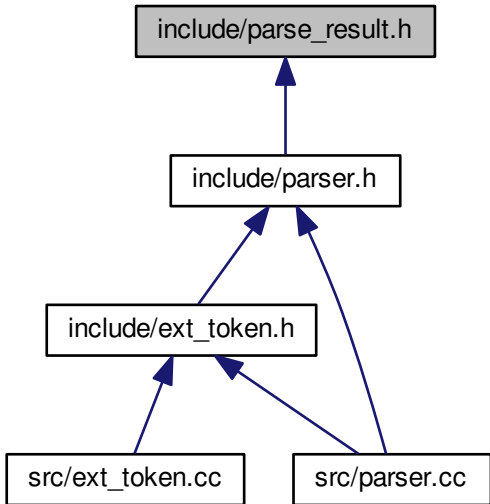 include/parse_result.h
include/parser.h
include/ext_token.h
src/ext_token.cc
src/parser.cc